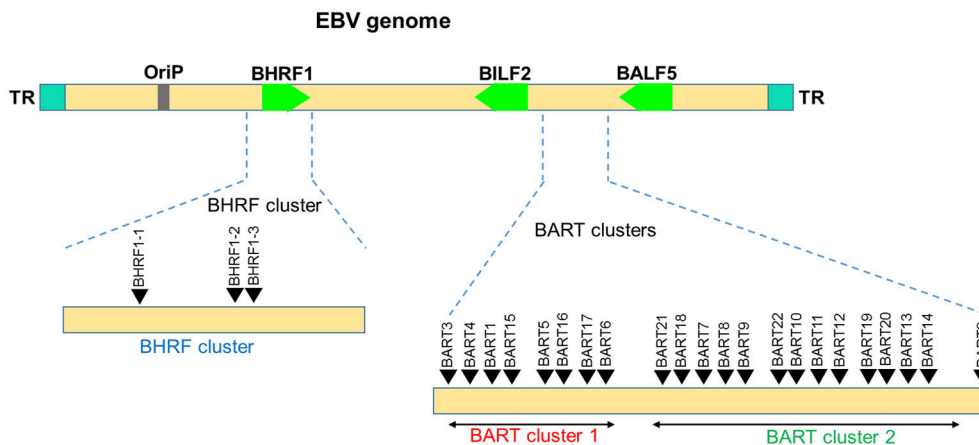 EBV genome
OriP
BHRF1
BILF2
BALF5
TR
TR
BHRF cluster
BHRF1-1
BHRF1-2
BHRF1-3
BHRF cluster
BART clusters
BART3
BART4
BART1
BART15
BART5
BART16
BART17
BART6
BART21
BART18
BART7
BART8
BART9
BART22
BART10
BART11
BART12
BART19
BART20
BART13
BART14
BART cluster 1
BART cluster 2